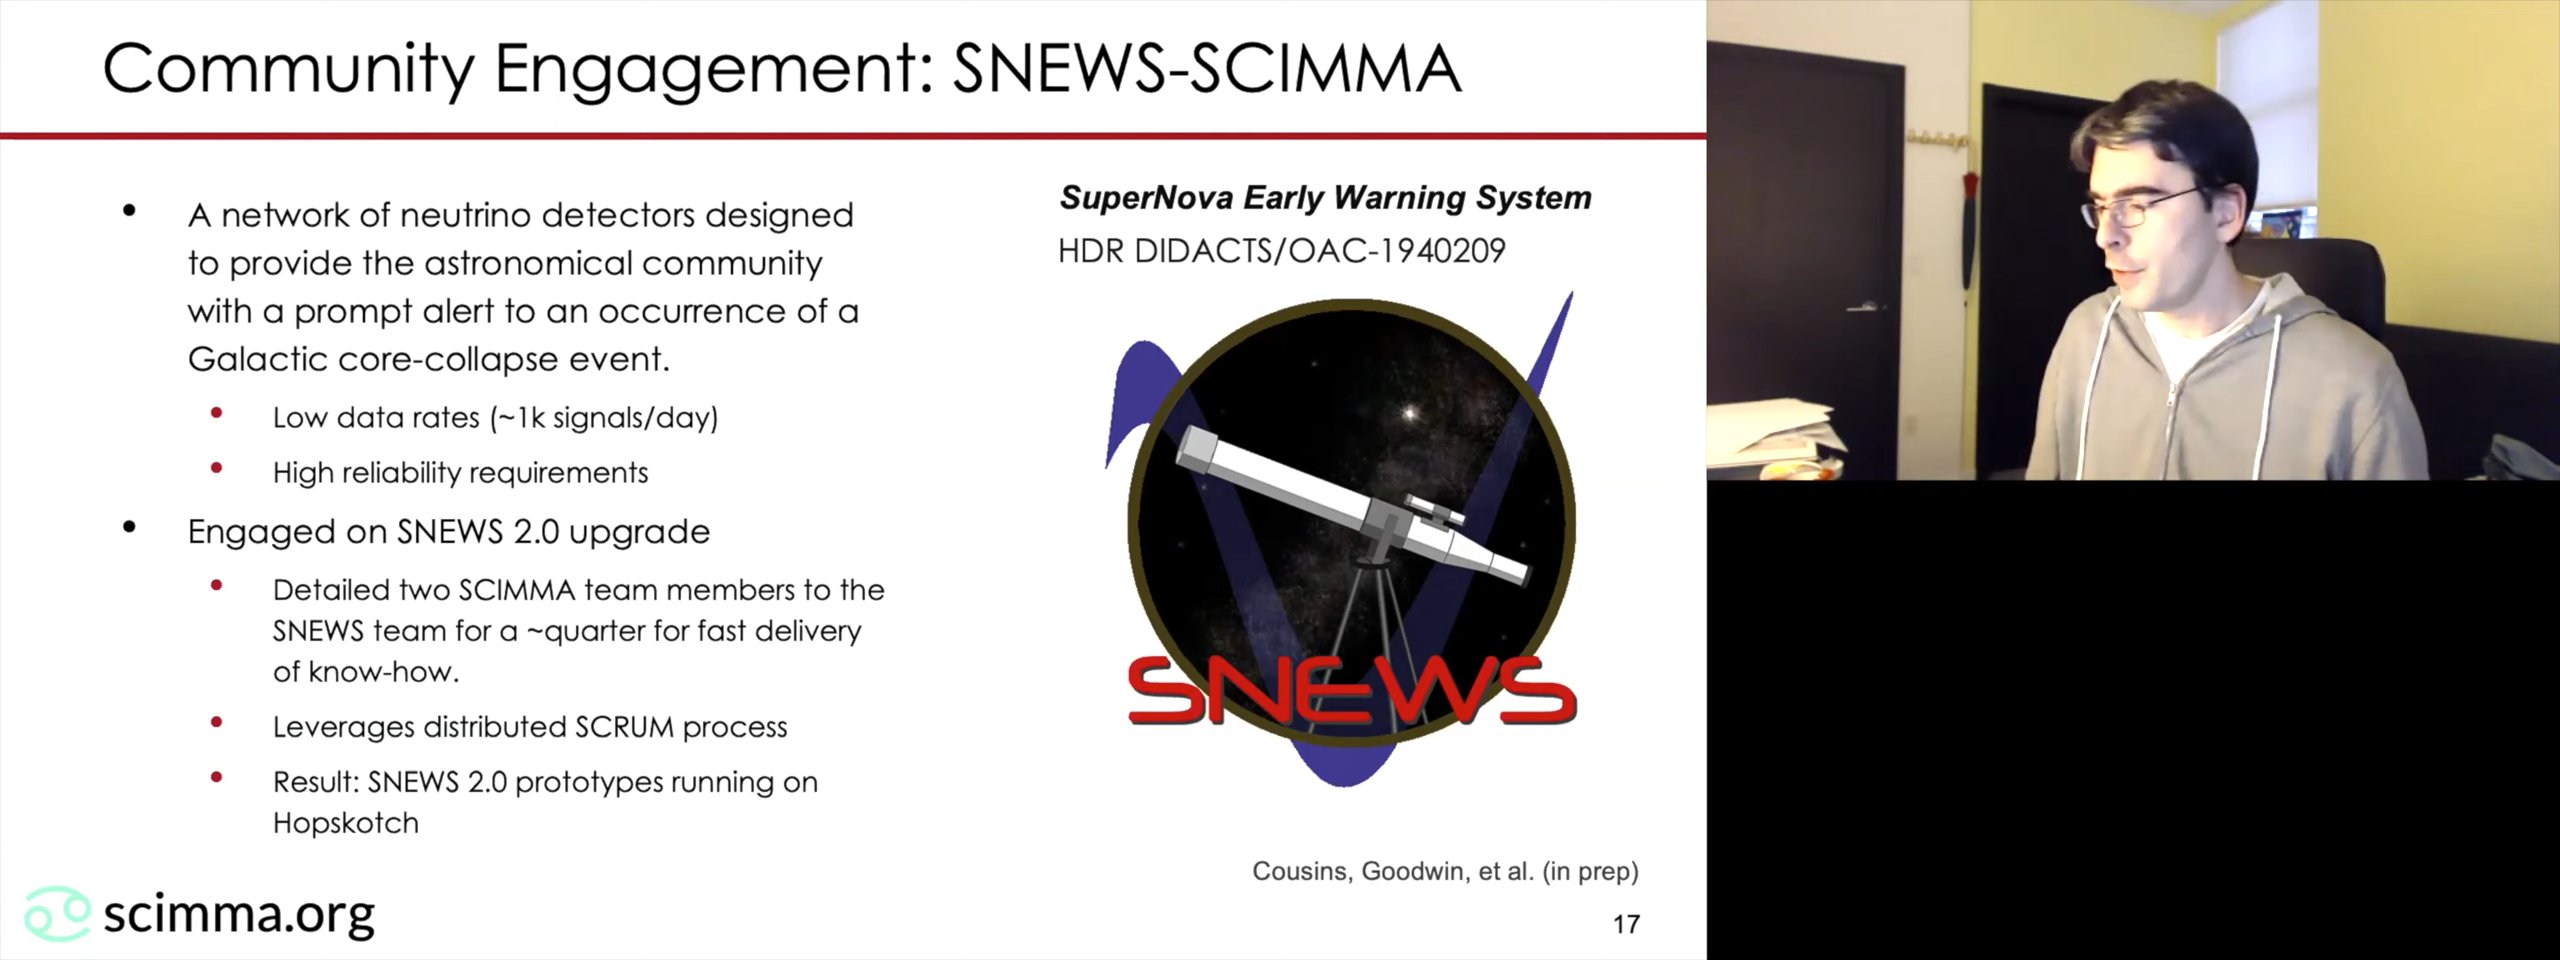 Community Engagement: SNEWS-SCIMMA
• A network of neutrino detectors designed
to provide the astronomical community
with a prompt alert to an occurrence of a
Galactic core-collapse event.
• Low data rates (~1k signals/day)
• High reliability requirements
• Engaged on SNEWS 2.0 upgrade
• Detailed two SCIMMA team members to the
SNEWS team for a ~quarter for fast delivery
of know-how.
• Leverages distributed SCRUM process
• Result: SNEWS 2.0 prototypes running on
Hopskotch
SuperNova Early Warning System
HDR DIDACTS/OAC-1940209
SNEWS
Cousins, Goodwin, et al. (in prep)
scimma.org
17